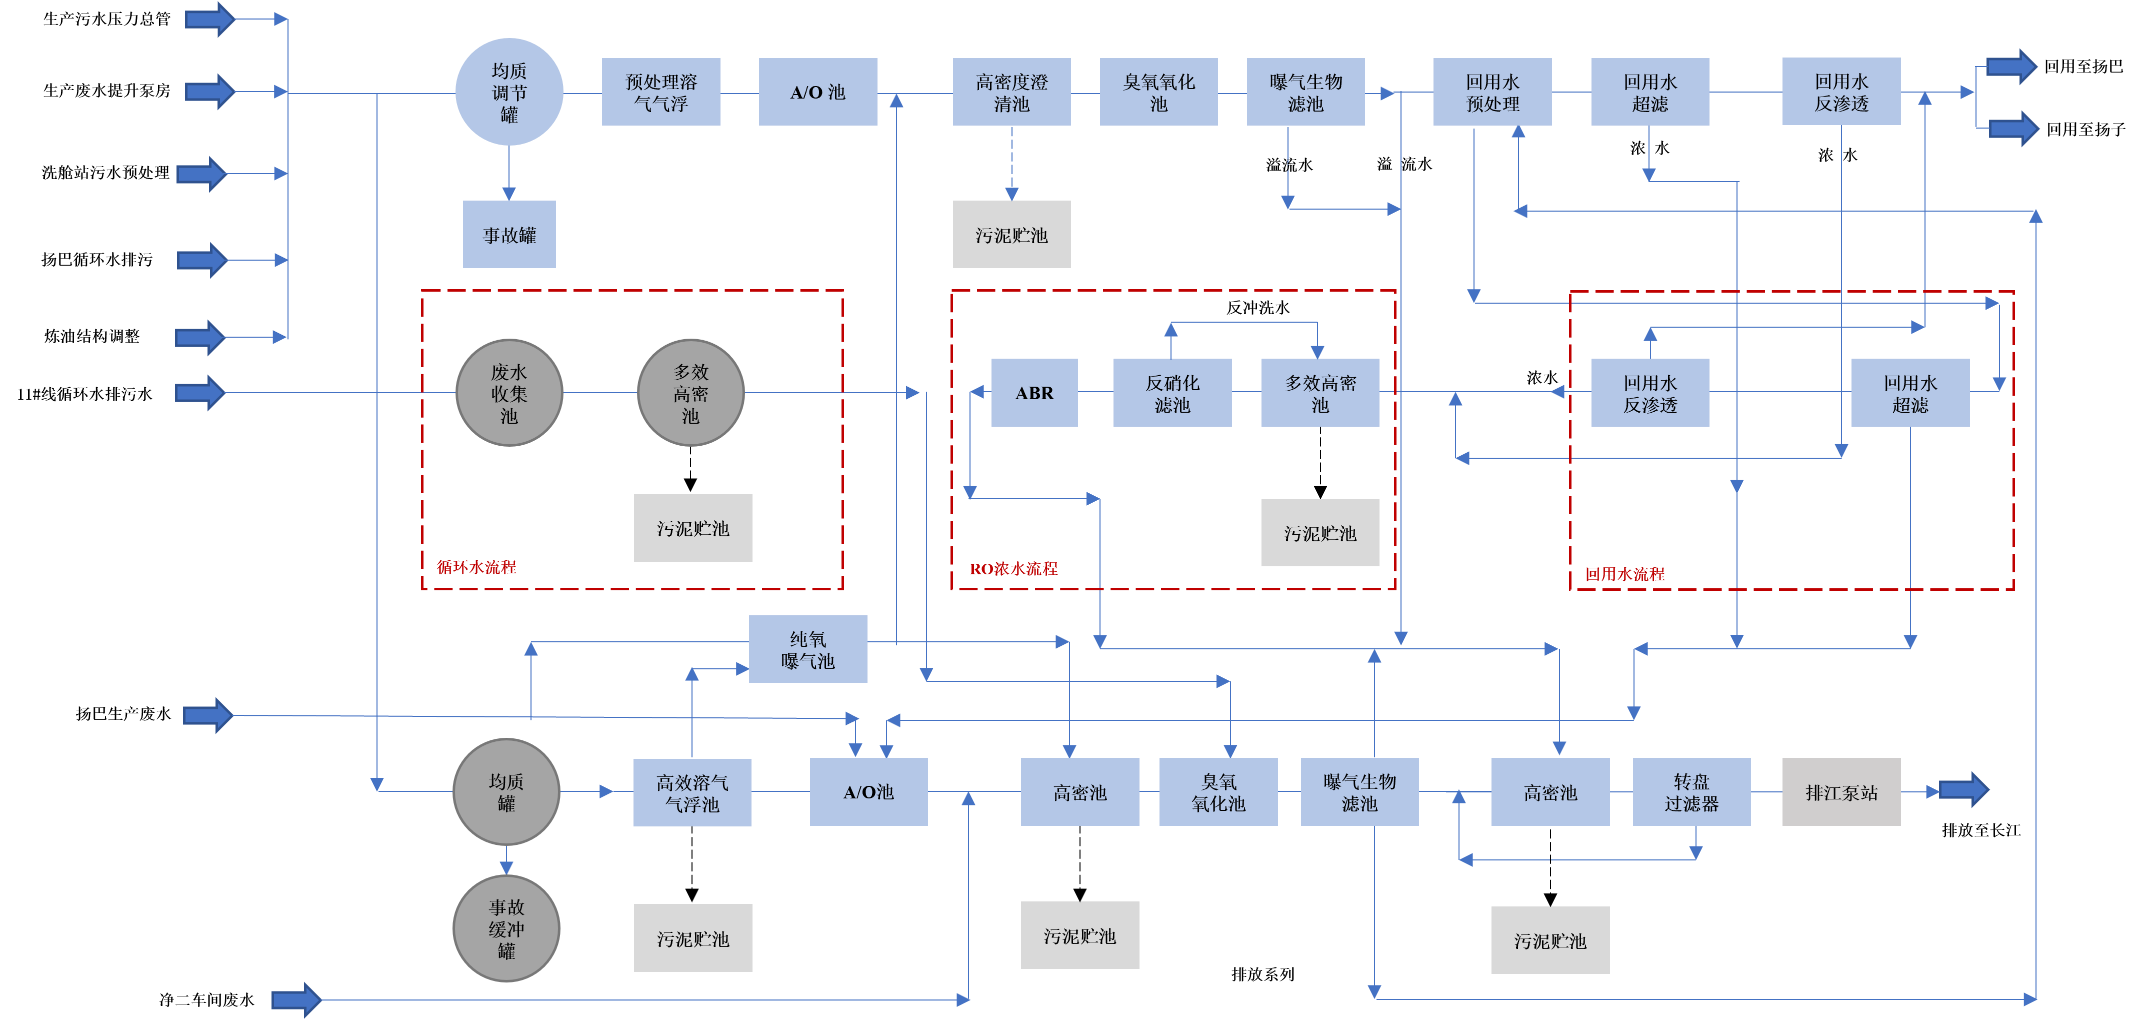 生产污水压力总管
生产废水提升泵房
洗舱站污水预处理
扬巴循环水排污
炼油结构调整
11#线循环水排污水
均质
调节
罐
预处理溶
气气浮
A/O 池
高密度澄
清池
臭氧氧化
池
曝气生物
滤池
回用水
预处理
回用水
超滤
回用水
反渗透
回用至扬巴
回用至扬子
事故罐
污泥贮池
溢流水
溢 流水
浓 水
浓 水
废水
收集
池
多效
高密
池
污泥贮池
循环水流程
反冲洗水
ABR
反硝化
滤池
多效高密
池
污泥贮池
RO浓水流程
浓水
回用水
反渗透
回用水
超滤
回用水流程
纯氧
曝气池
扬巴生产废水
均质
罐
高效溶气
气浮池
A/O池
高密池
臭氧
氧化池
曝气生物
滤池
高密池
转盘
过滤器
排江泵站
排放至长江
事故
缓冲
罐
污泥贮池
污泥贮池
污泥贮池
排放系列
净二车间废水